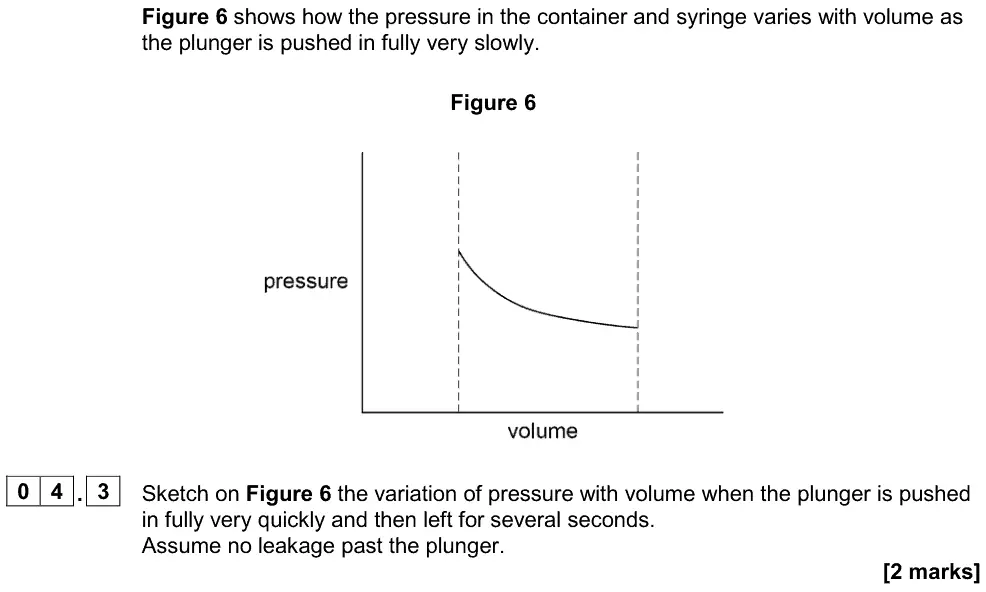 Figure 6 shows how the pressure in the container and syringe varies with volume as
the plunger is pushed in fully very slowly.
Figure 6
pressure
volume
0 4 . 3 Sketch on Figure 6 the variation of pressure with volume when the plunger is pushed
in fully very quickly and then left for several seconds.
Assume no leakage past the plunger.
[2 marks]